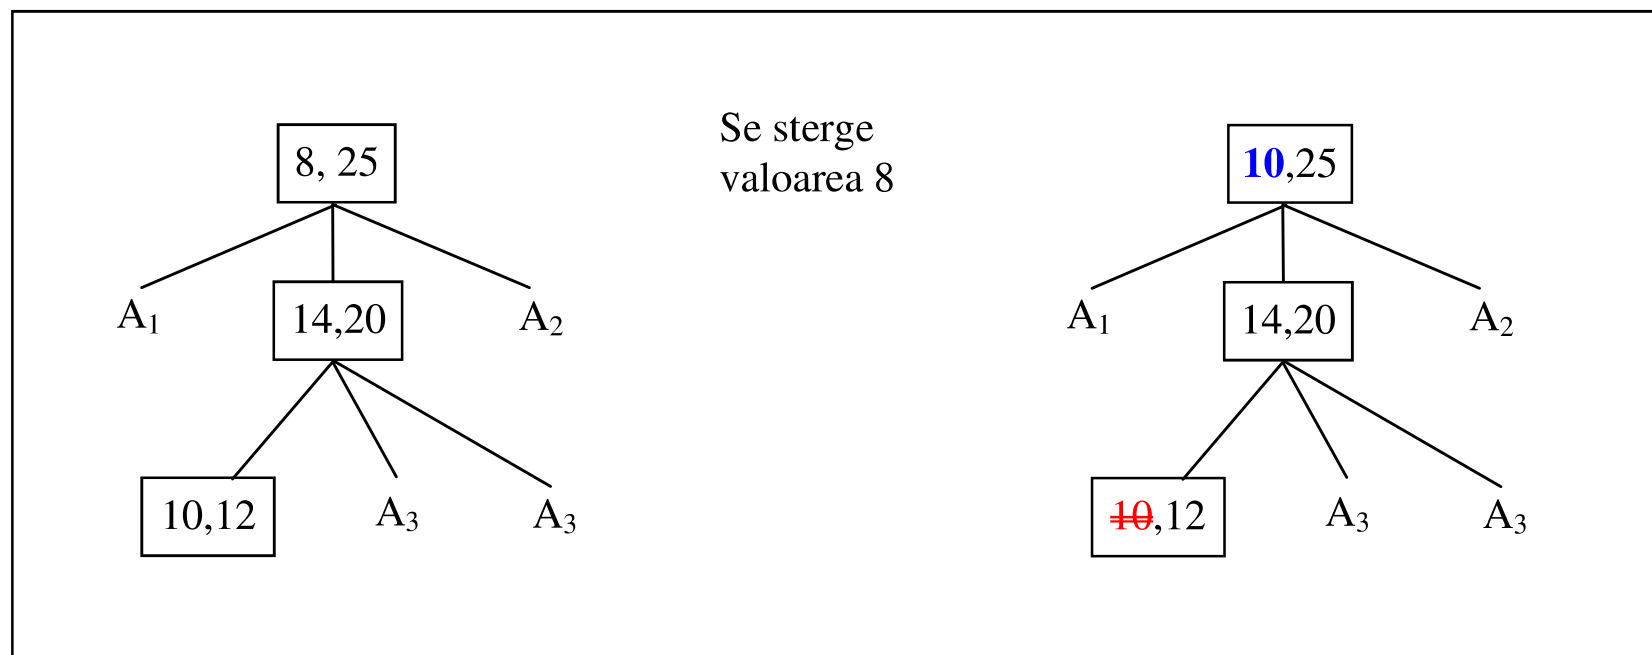 8, 25
Se sterge
valoarea 8
10,25
A1
14,20
A2
A1
14,20
A2
10,12
A3
A3
10,12
A3
A3